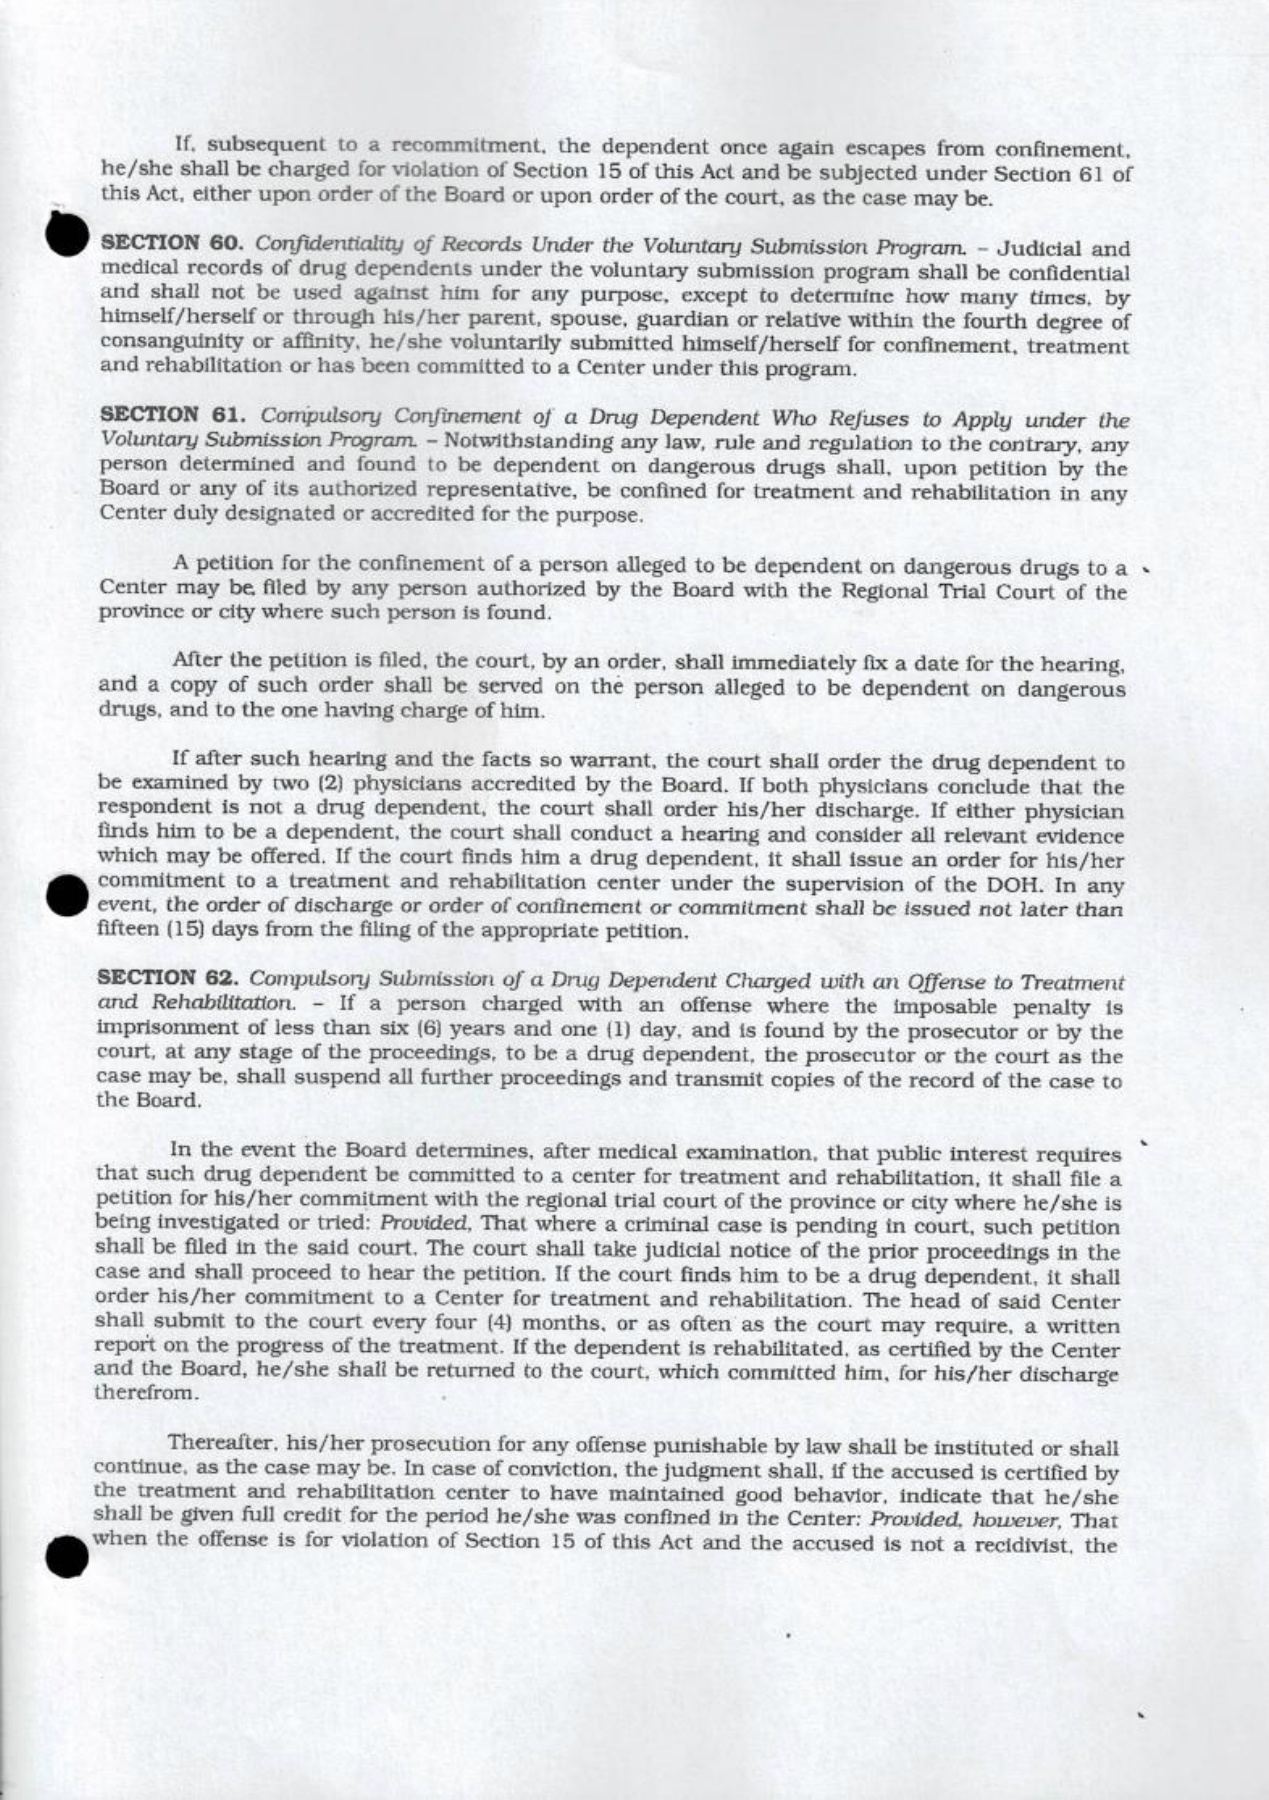 If, subsequent to a recommitment, the dependent once again escapes from confinement,
he/she shall be charged for violation of Section 15 of this Act and be subjected under Section 61 of
this Act, either upon order of the Board or upon order of the court, as the case may be.
SECTION 60. Confidentiality of Records Under the Voluntary Submission Program. – Judicial and
medical records of drug dependents under the voluntary submission program shall be confidential
and shall not be used against him for any purpose, except to determine how many times, by
himself/herself or through his/her parent, spouse, guardian or relative within the fourth degree of
consanguinity or affinity, he/she voluntarily submitted himself/herself for confinement, treatment
and rehabilitation or has been committed to a Center under this program.
SECTION 61. Compulsory Confinement of a Drug Dependent Who Refuses to Apply under the
Voluntary Submission Program. – Notwithstanding any law, rule and regulation to the contrary, any
person determined and found to be dependent on dangerous drugs shall, upon petition by the
Board or any of its authorized representative, be confined for treatment and rehabilitation in any
Center duly designated or accredited for the purpose.
A petition for the confinement of a person alleged to be dependent on dangerous drugs to a
Center may be filed by any person authorized by the Board with the Regional Trial Court of the
province or city where such person is found.
After the petition is filed, the court, by an order, shall immediately fix a date for the hearing,
and a copy of such order shall be served on the person alleged to be dependent on dangerous
drugs, and to the one having charge of him.
If after such hearing and the facts so warrant, the court shall order the drug dependent to
be examined by two (2) physicians accredited by the Board. If both physicians conclude that the
respondent is not a drug dependent, the court shall order his/her discharge. If either physician
finds him to be a dependent, the court shall conduct a hearing and consider all relevant evidence
which may be offered. If the court finds him a drug dependent, it shall issue an order for his/her
commitment to a treatment and rehabilitation center under the supervision of the DOH. In any
event, the order of discharge or order of confinement or commitment shall be issued not later than
fifteen (15) days from the filing of the appropriate petition.
SECTION 62. Compulsory Submission of a Drug Dependent Charged with an Offense to Treatment
and Rehabilitation. – If a person charged with an offense where the imposable penalty is
imprisonment of less than six (6) years and one (1) day, and is found by the prosecutor or by the
court, at any stage of the proceedings, to be a drug dependent, the prosecutor or the court as the
case may be, shall suspend all further proceedings and transmit copies of the record of the case to
the Board.
In the event the Board determines, after medical examination, that public interest requires
that such drug dependent be committed to a center for treatment and rehabilitation, it shall file a
petition for his/her commitment with the regional trial court of the province or city where he/she is
being investigated or tried: Provided, That where a criminal case is pending in court, such petition
shall be filed in the said court. The court shall take judicial notice of the prior proceedings in the
case and shall proceed to hear the petition. If the court finds him to be a drug dependent, it shall
order his/her commitment to a Center for treatment and rehabilitation. The head of said Center
shall submit to the court every four (4) months, or as often as the court may require, a written
report on the progress of the treatment. If the dependent is rehabilitated, as certified by the Center
and the Board, he/she shall be returned to the court, which committed him, for his/her discharge
therefrom.
Thereafter, his/her prosecution for any offense punishable by law shall be instituted or shall
continue, as the case may be. In case of conviction, the judgment shall, if the accused is certified by
the treatment and rehabilitation center to have maintained good behavior, indicate that he/she
shall be given full credit for the period he/she was confined in the Center: Provided, however, That
when the offense is for violation of Section 15 of this Act and the accused is not a recidivist, the